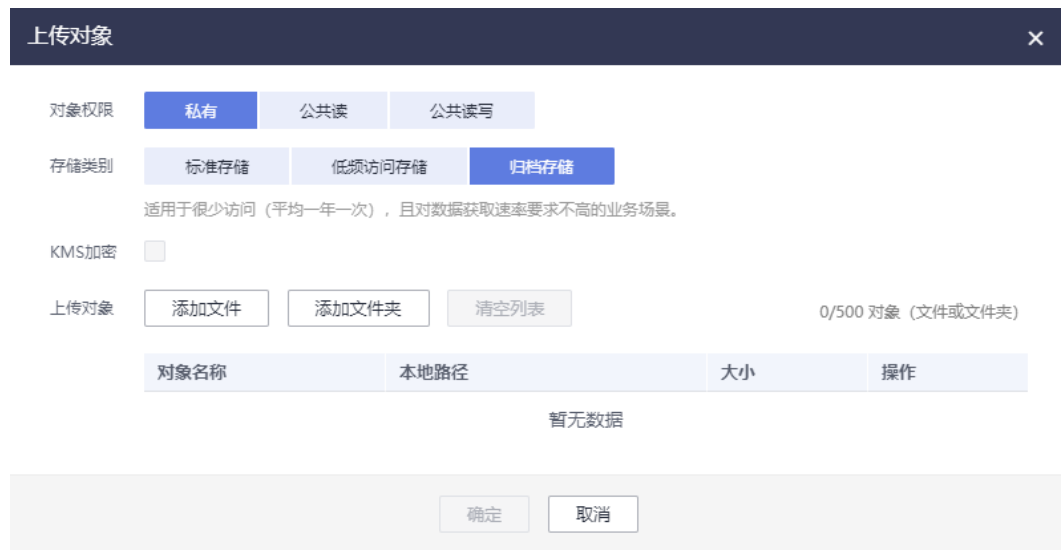 上传对象
对象权限 私有 公共读 公共读写
存储类别 标准存储 低频访问存储 归档存储
适用于很少访问（平均一年一次），且对数据获取速率要求不高的业务场景。
KMS加密
上传对象 添加文件 添加文件夹 清空列表 0/500 对象（文件或文件夹）
对象名称 本地路径 大小 操作
暂无数据
确定 取消